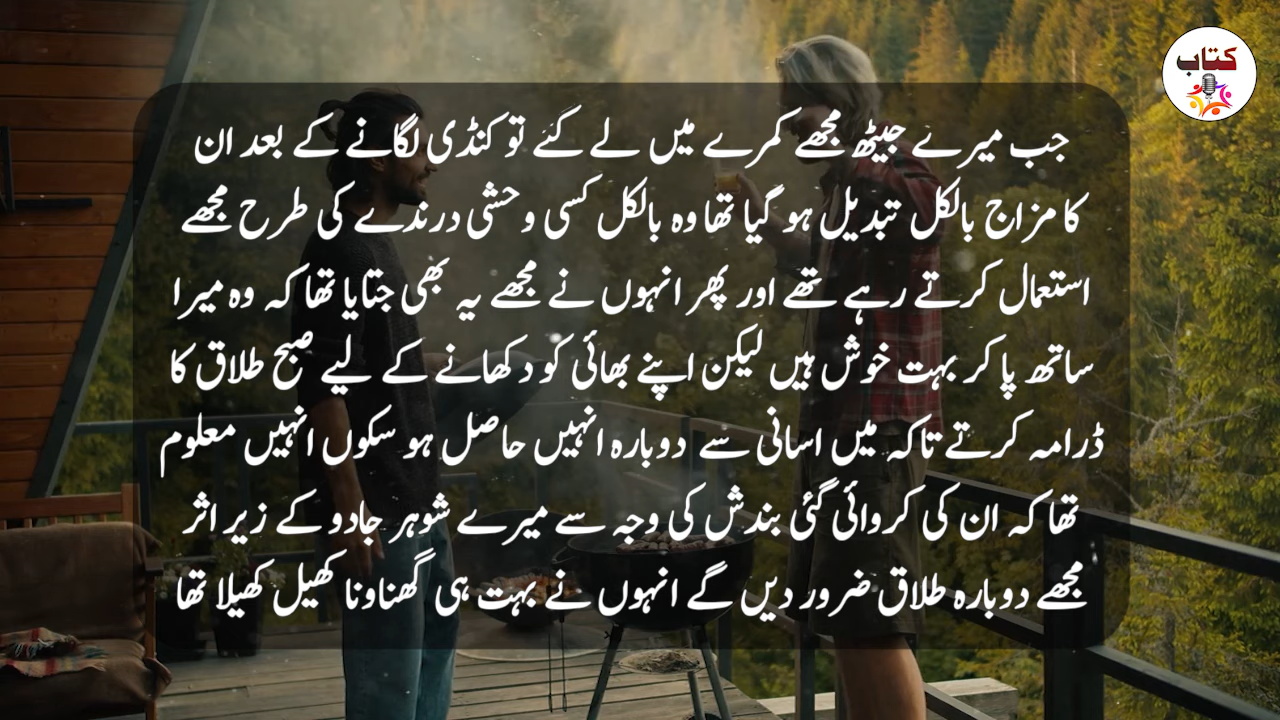 کتاب
جب میرے جیٹھ مجھے کمرے میں لے گئے تو کنڈی لگانے کے بعد ان
کا مزاج بالکل تبدیل ہو گیا تھا وہ بالکل کسی وحشی درندے کی طرح مجھے
استعمال کرتے رہے تھے اور پھر انہوں نے مجھے یہ بھی جتایا تھا کہ وہ میرا
ساتھ پا کر بہت خوش ہیں لیکن اپنے بھائی کو دکھانے کے لیے صبح طلاق کا
ڈرامہ کرتے تاکہ میں اسانی سے دوبارہ انہیں حاصل ہو سکوں انہیں معلوم
تھا کہ ان کی کروائی گئی بندش کی وجہ سے میرے شوہر جادو کے زیر اثر
مجھے دوبارہ طلاق ضرور دیں گے انہوں نے بہت ہی گھناونا کھیل کھیلا تھا